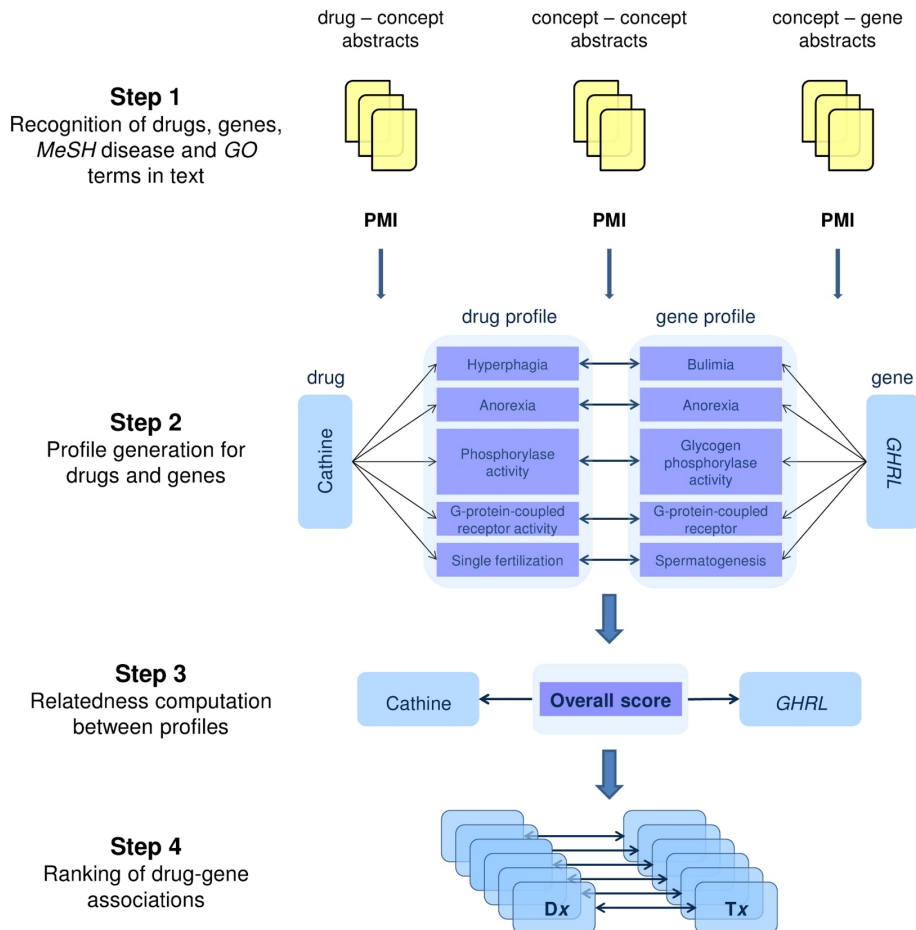 drug – concept
abstracts
concept – concept
abstracts
concept – gene
abstracts
Step 1
Recognition of drugs, genes,
MeSH disease and GO
terms in text
PMI
PMI
PMI
drug profile
gene profile
drug
gene
Step 2
Profile generation for
drugs and genes
Cathine
Hyperphagia
Bulimia
Anorexia
Anorexia
Phosphorylase
activity
Glycogen
phosphorylase
activity
G-protein-coupled
receptor activity
G-protein-coupled
receptor
Single fertilization
Spermatogenesis
GHRL
Step 3
Relatedness computation
between profiles
Cathine
Overall score
GHRL
Step 4
Ranking of drug-gene
associations
Dx
Tx